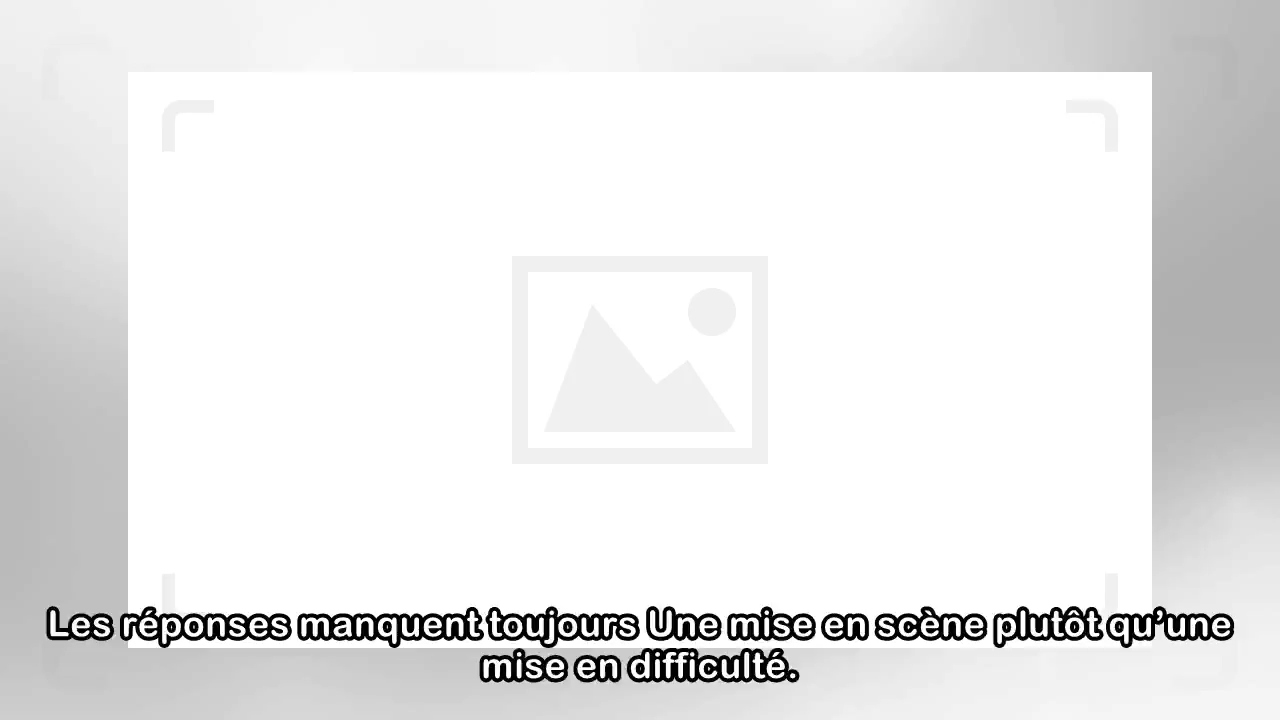 Les réponses manquent toujours Une mise en scène plutôt qu’une
mise en difficulté.